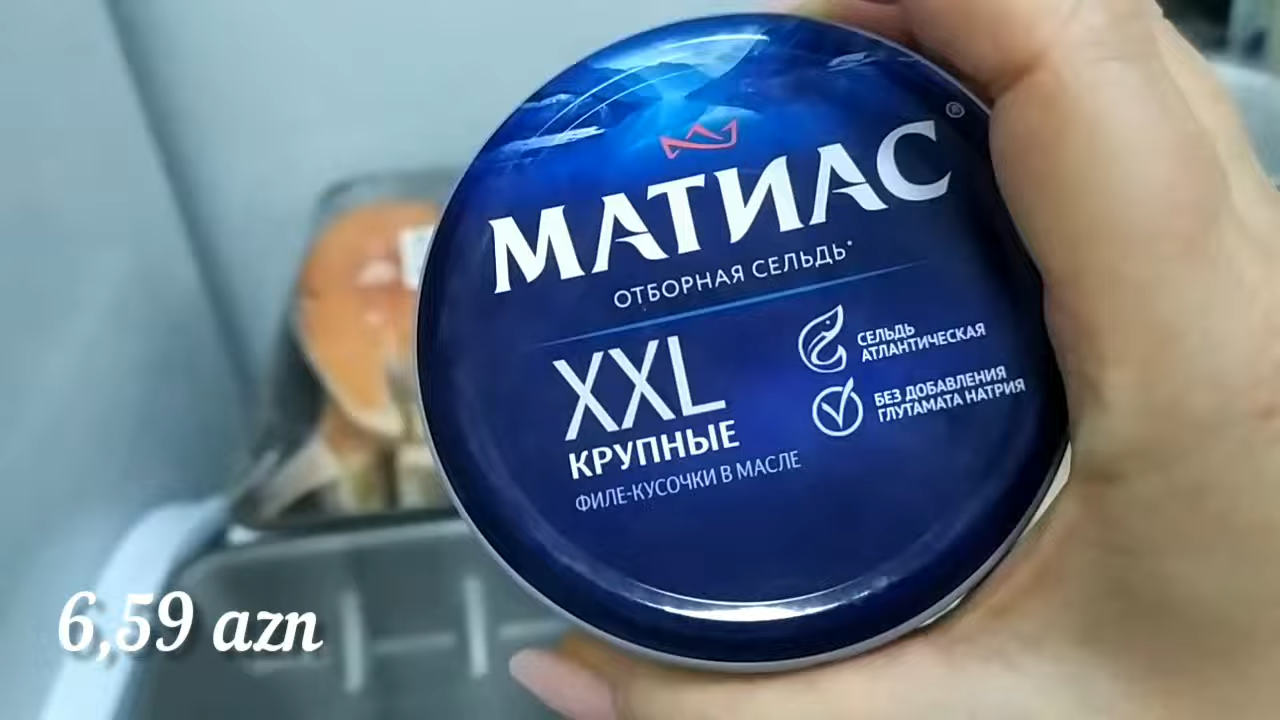 МАТИАС®
ОТБОРНАЯ СЕЛЬДЬ*
XXL
КРУПНЫЕ
ФИЛЕ-КУСОЧКИ В МАСЛЕ
СЕЛЬДЬ
АТЛАНТИЧЕСКАЯ
БЕЗ ДОБАВЛЕНИЯ
ГЛУТАМАТА НАТРИЯ
6,59 azn